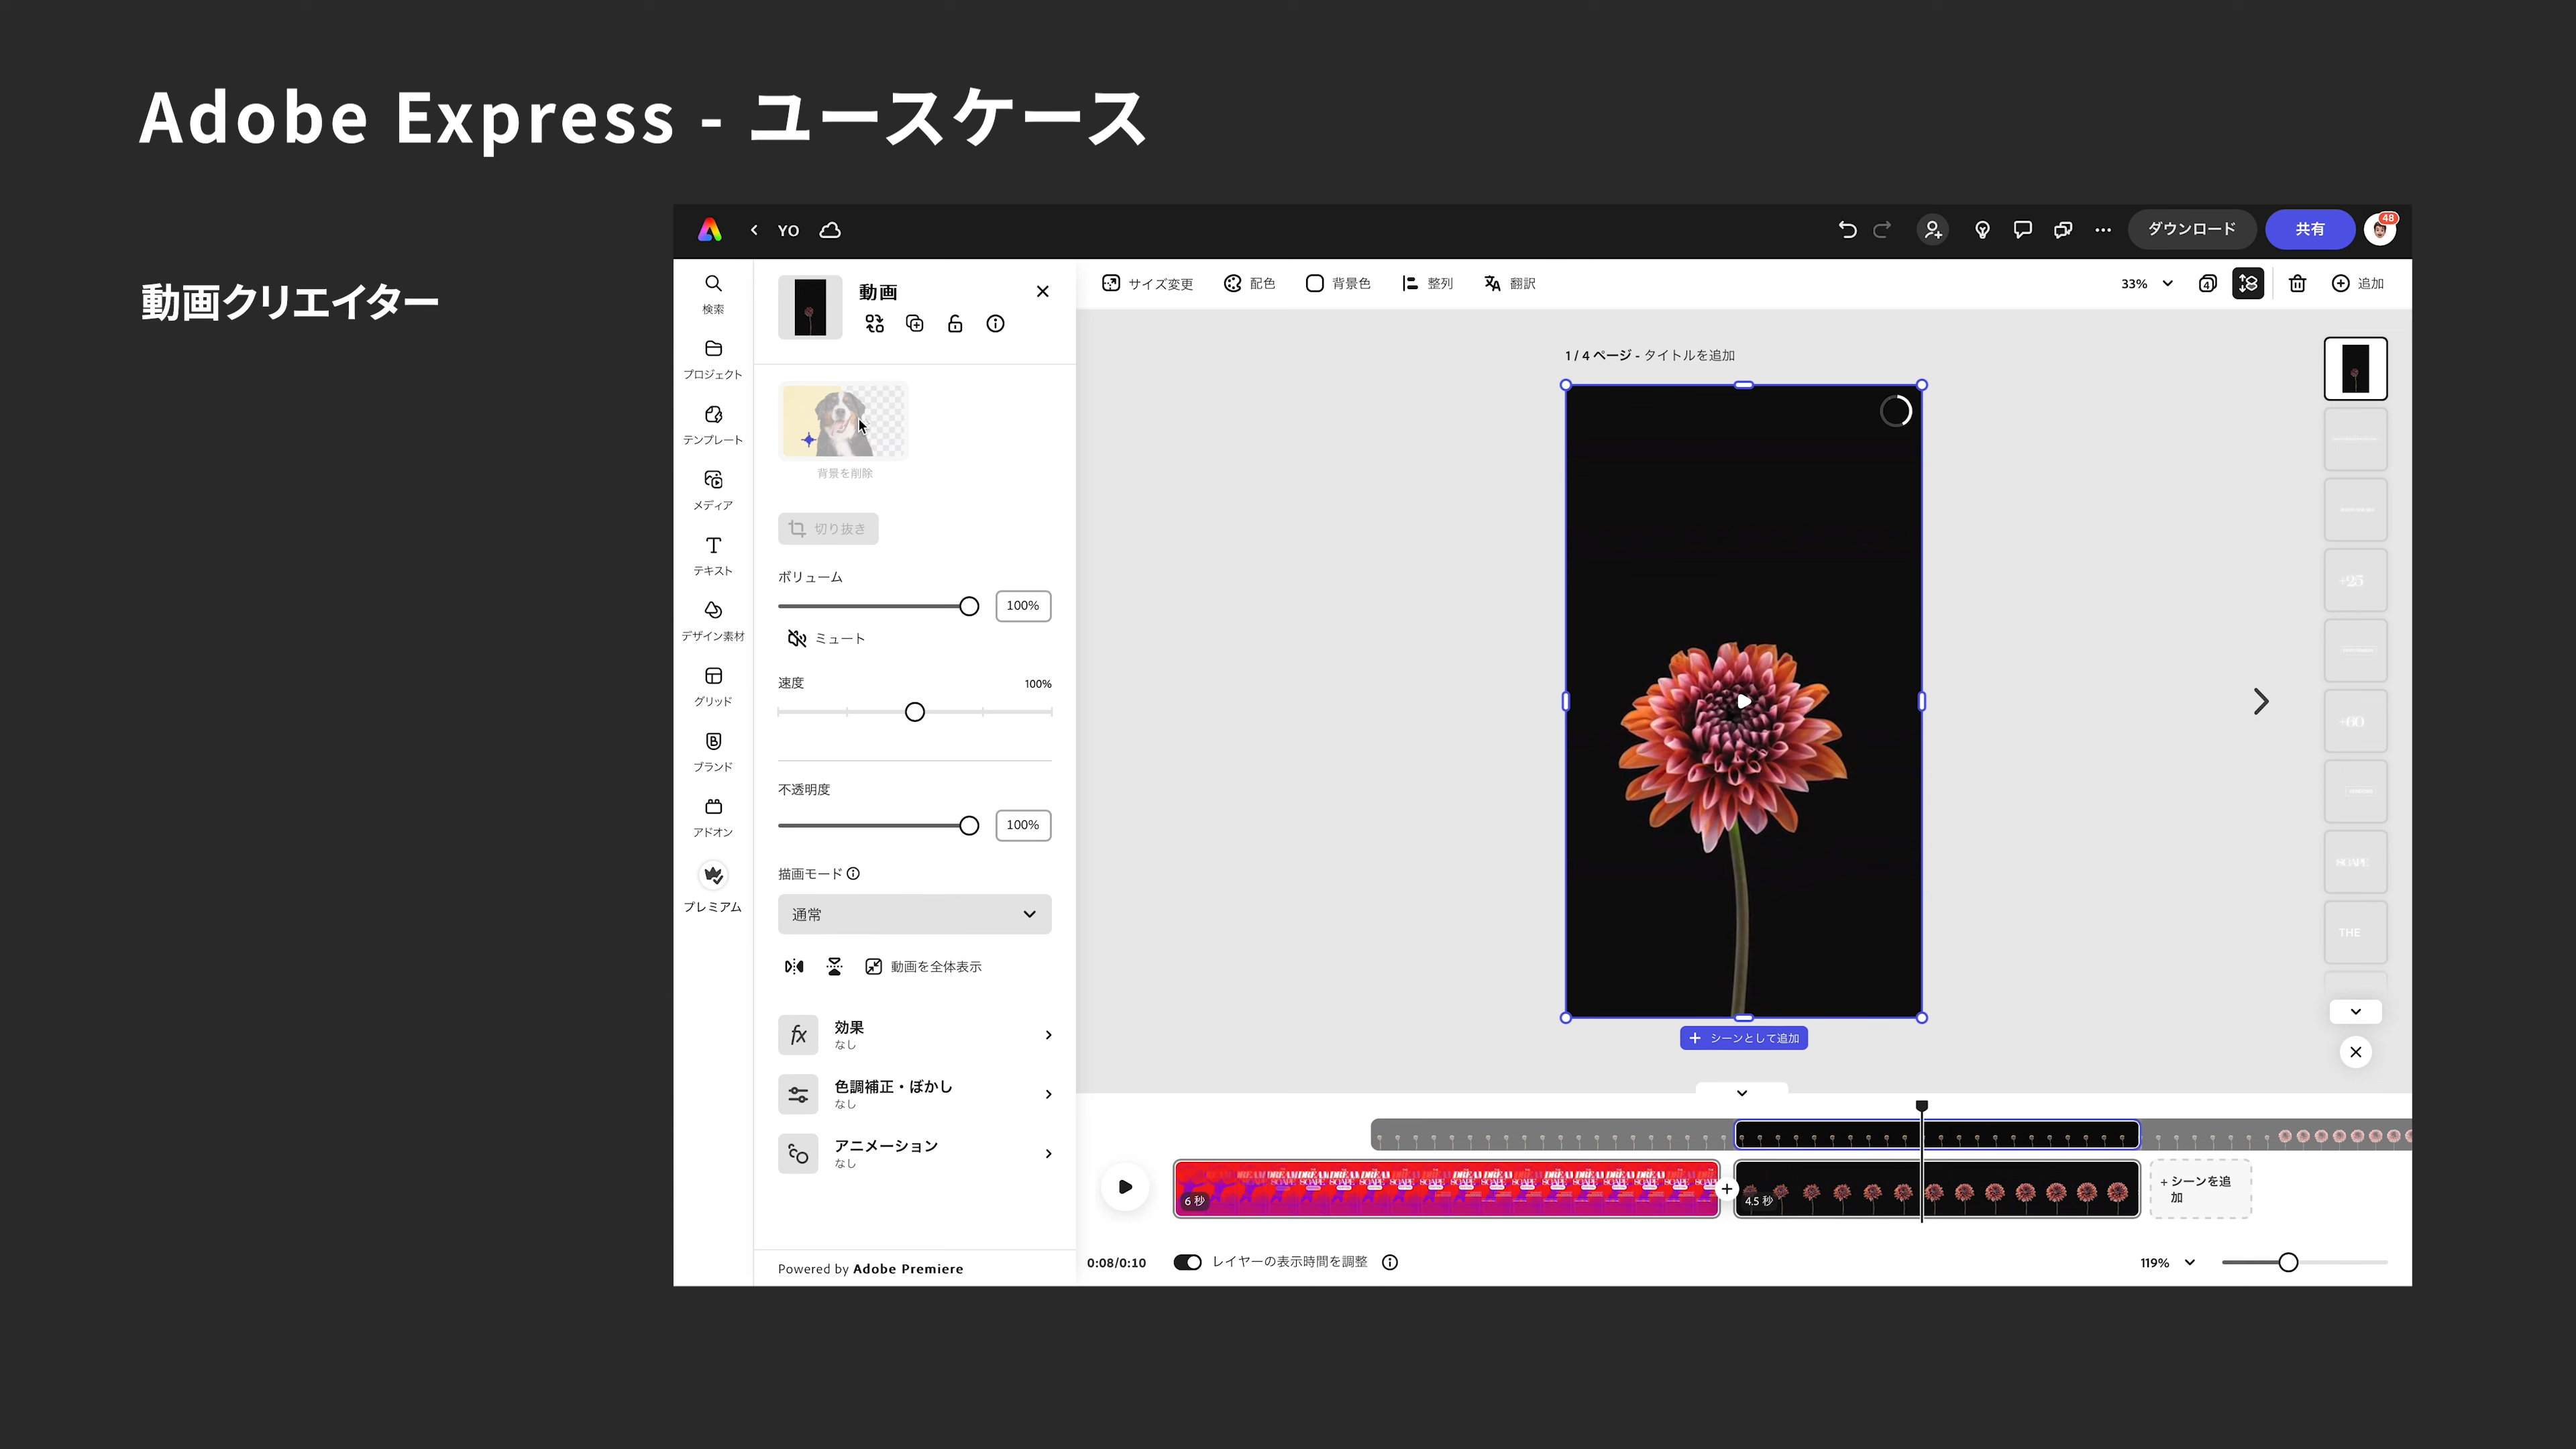 Adobe Express - ユースケース
動画クリエイター
YO
ダウンロード
共有
48
検索
プロジェクト
テンプレート
メディア
テキスト
デザイン素材
グリッド
ブランド
アドオン
プレミアム
動画
背景を削除
切り抜き
ボリューム
100%
ミュート
速度
100%
不透明度
100%
描画モード
通常
動画を全体表示
効果
なし
色調補正・ぼかし
なし
アニメーション
なし
Powered by Adobe Premiere
サイズ変更
配色
背景色
整列
翻訳
33%
4
追加
1 / 4 ページ - タイトルを追加
シーンとして追加
+25
+60
SCAPE
THE
6 秒
4.5 秒
+ シーンを追
加
0:08/0:10
レイヤーの表示時間を調整
119%